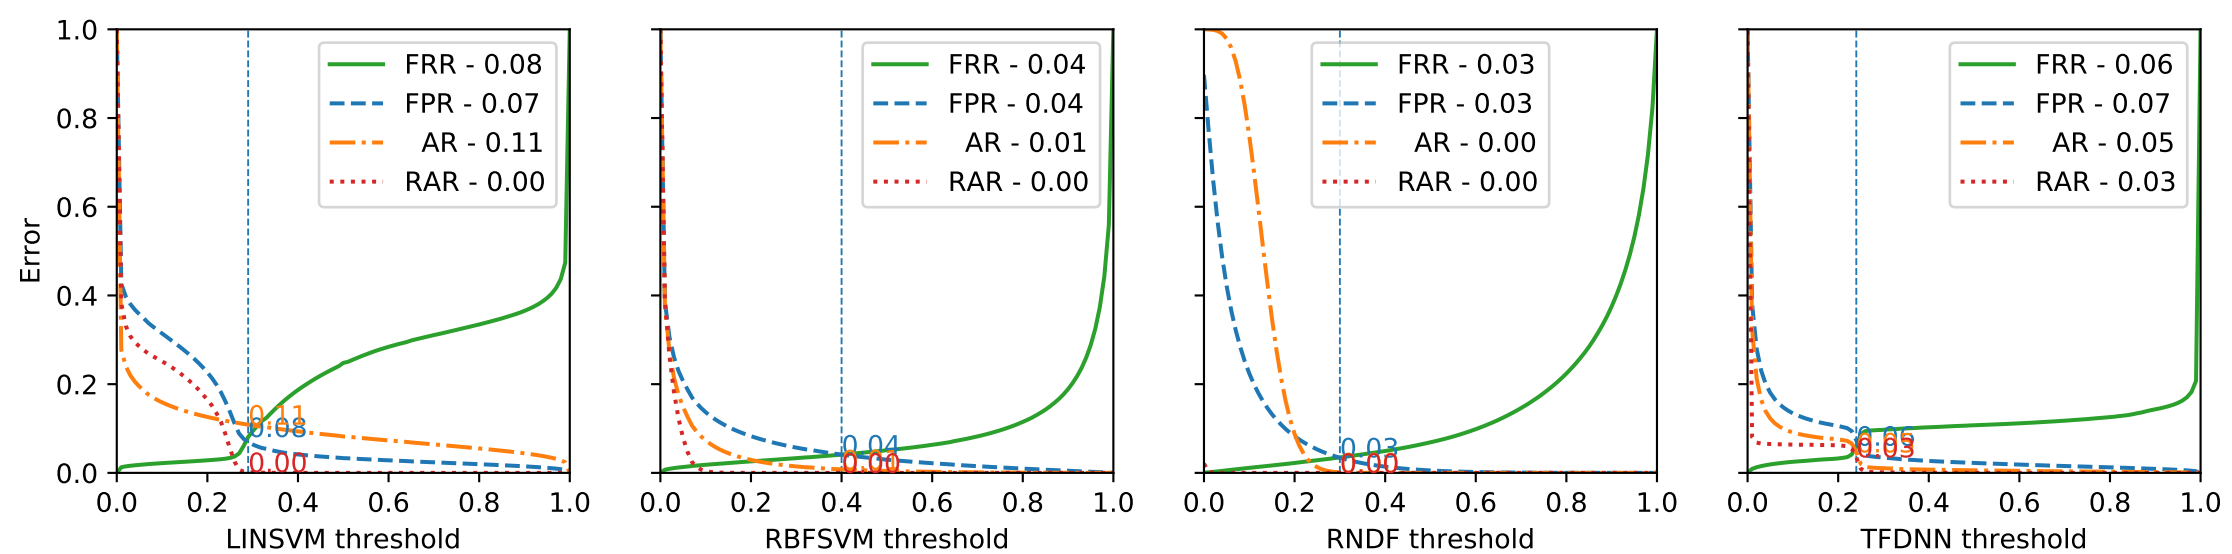 Error
1.0
0.8
0.6
0.4
0.2
0.0
FRR - 0.08
FPR - 0.07
AR - 0.11
RAR - 0.00
0.11
0.08
0.00
0.0 0.2 0.4 0.6 0.8 1.0
LINSVM threshold
FRR - 0.04
FPR - 0.04
AR - 0.01
RAR - 0.00
0.04
0.00
0.0 0.2 0.4 0.6 0.8 1.0
RBFSVM threshold
FRR - 0.03
FPR - 0.03
AR - 0.00
RAR - 0.00
0.03
0.00
0.0 0.2 0.4 0.6 0.8 1.0
RNDF threshold
FRR - 0.06
FPR - 0.07
AR - 0.05
RAR - 0.03
0.03
0.0 0.2 0.4 0.6 0.8 1.0
TFDNN threshold